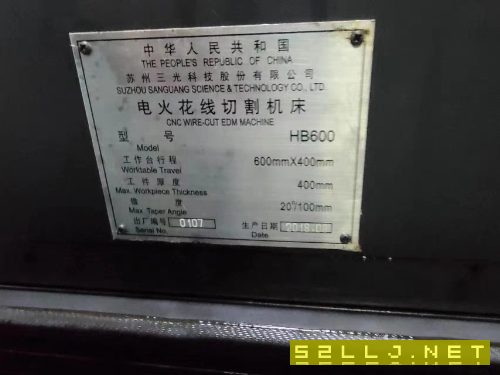 中华人民共和国
THE PEOPLE'S REPUBLIC OF CHINA
苏州三光科技股份有限公司
SUZHOU SANGUANG SCIENCE & TECHNOLOGY CO., LTD.
电火花线切割机床
CNC WIRE-CUT EDM MACHINE
型号 HB600
Model
工作台行程 600mmX400mm
Worktable Travel
工件厚度 400mm
Max. Workpiece Thickness
锥度 20°/100mm
Max Taper Angle
出厂编号 0107 生产日期
Serial No. Date
52LLJ.NET